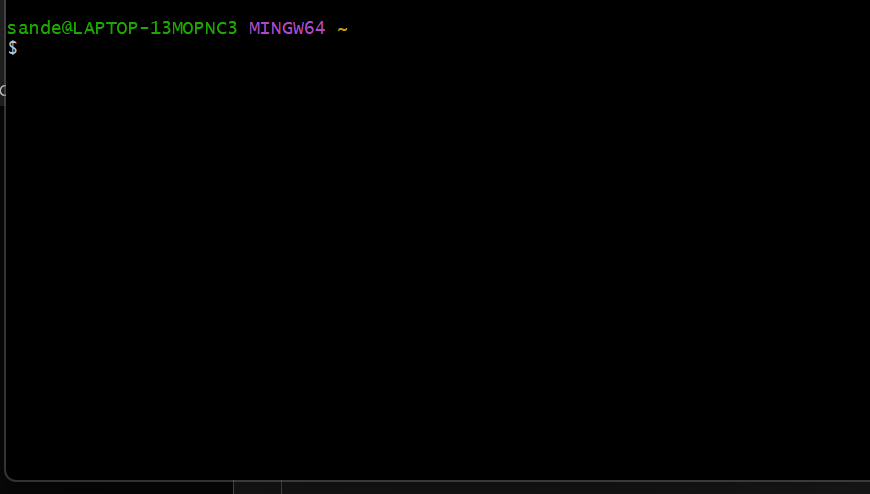 sande@LAPTOP-13MOPNC3 MINGW64 ~
$